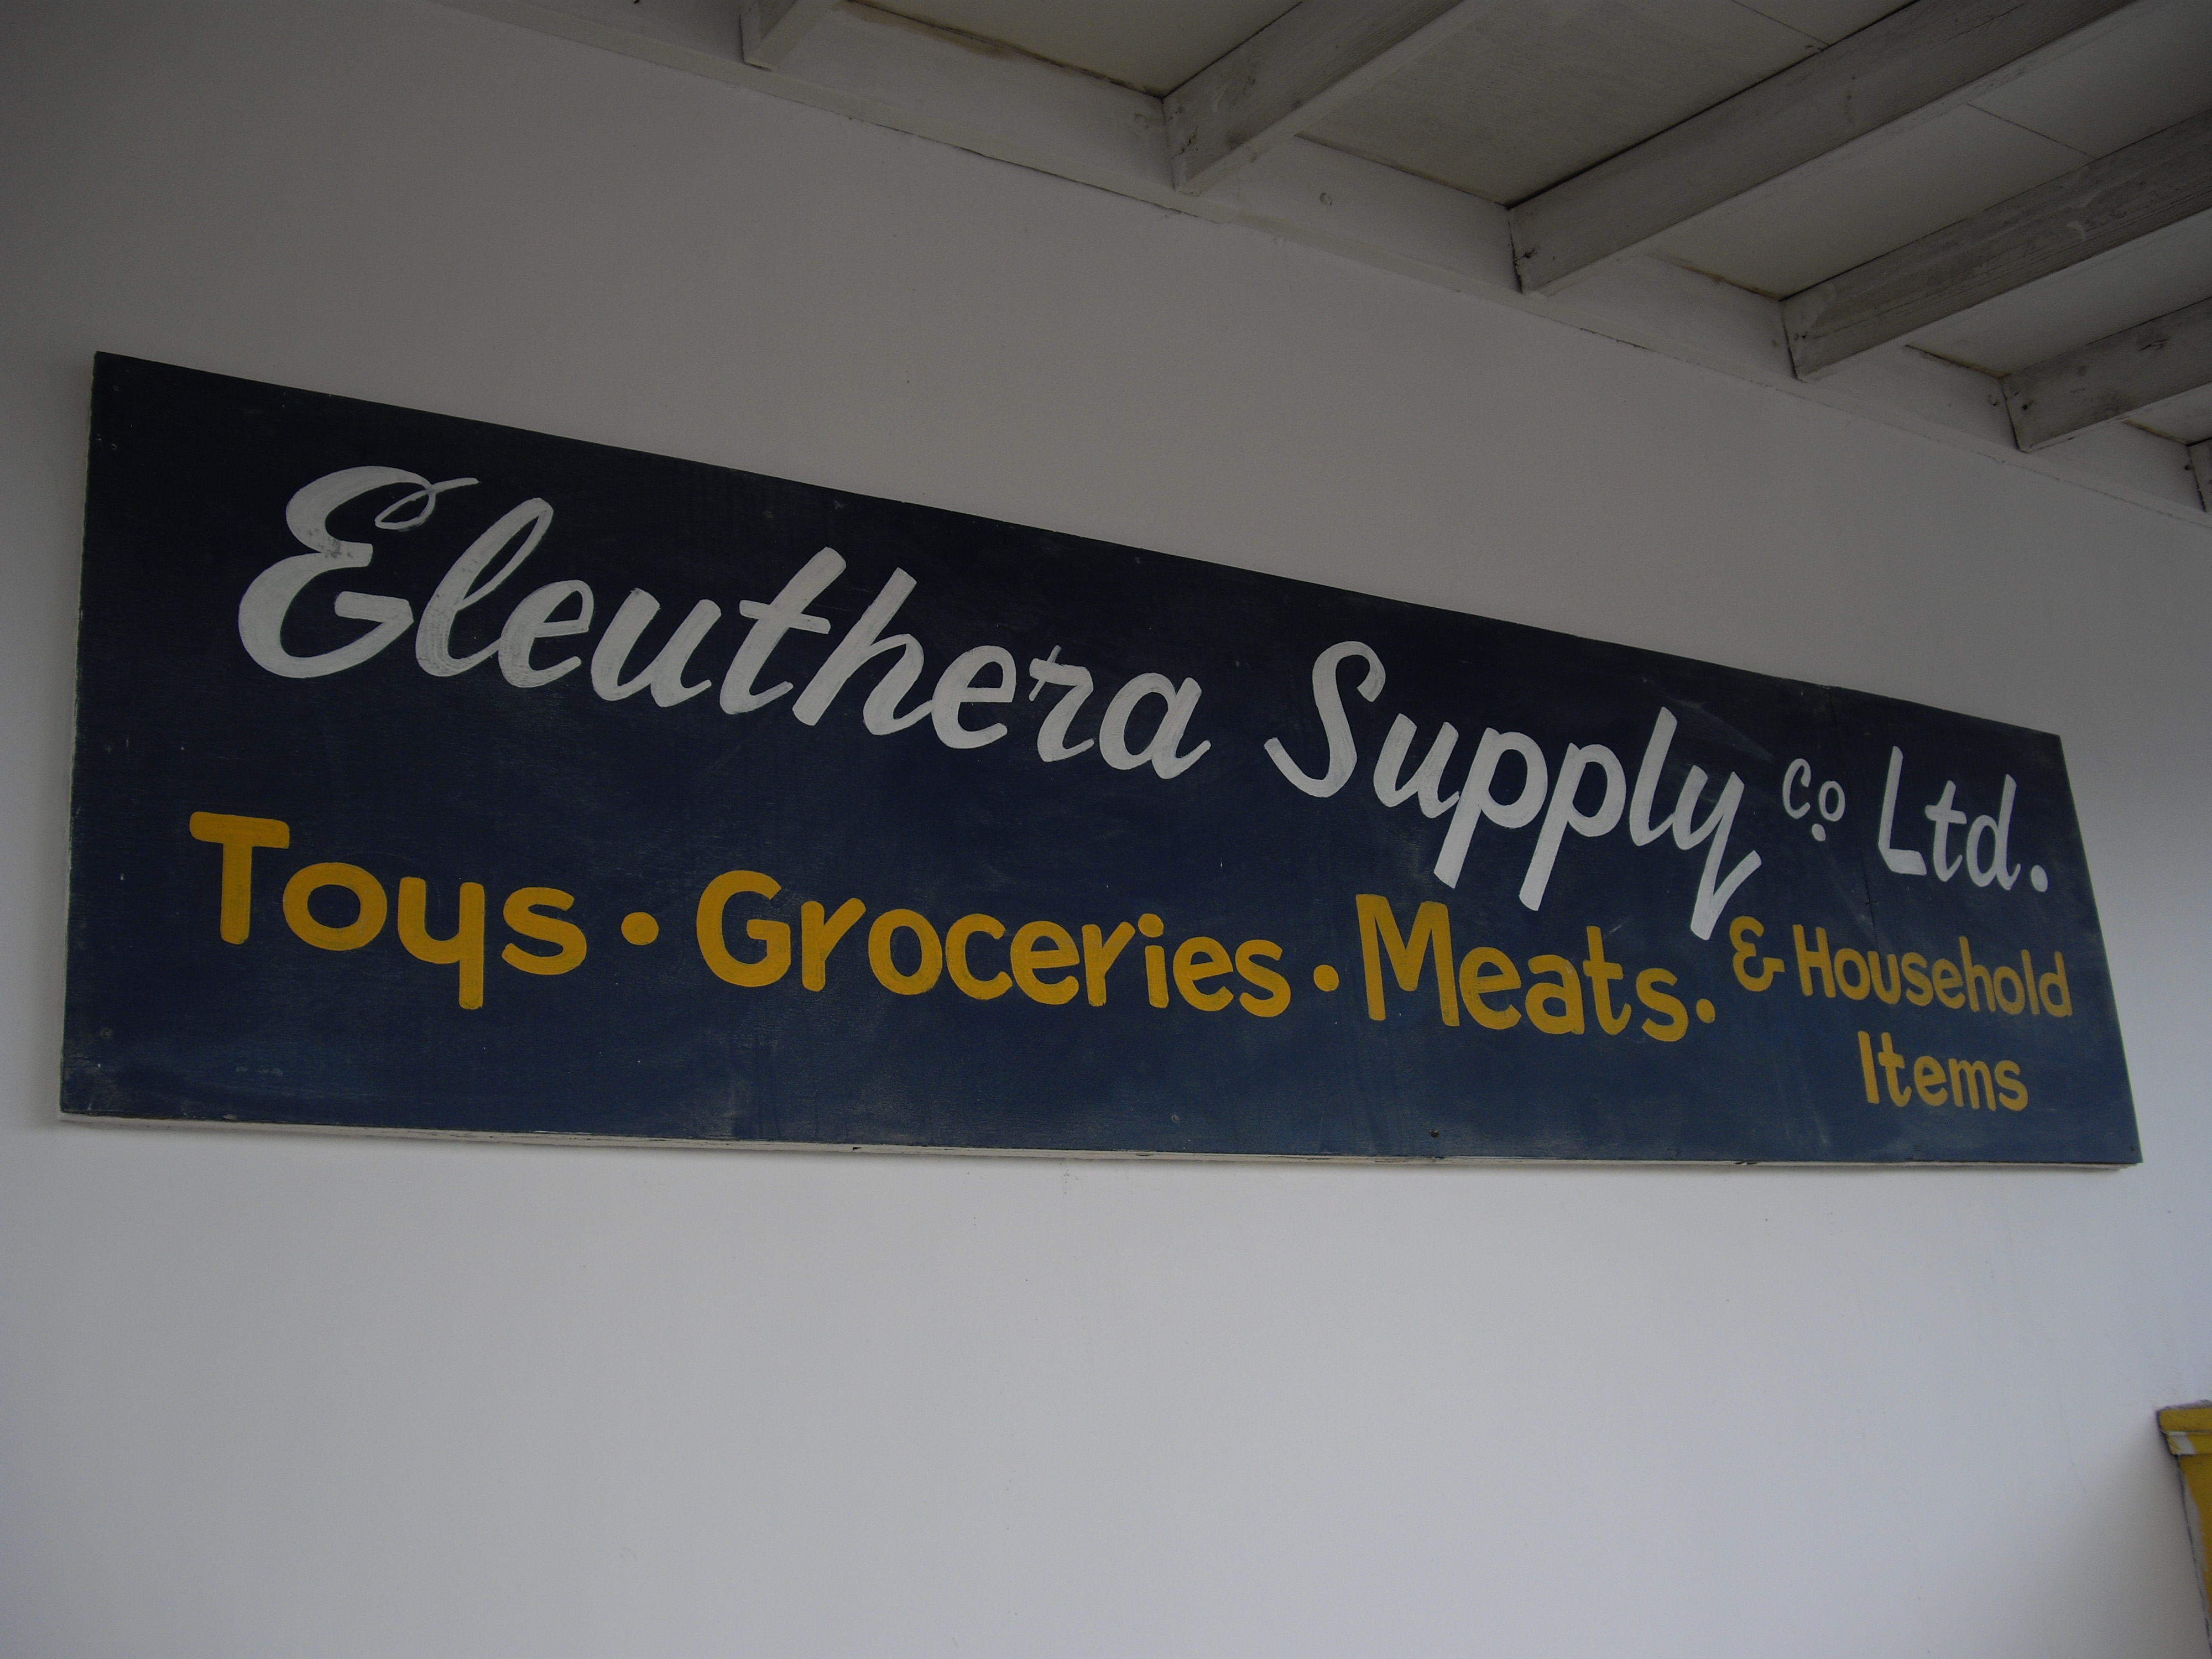 Eleuthera Supply Co Ltd.
Toys • Groceries • Meats • & Household
Items